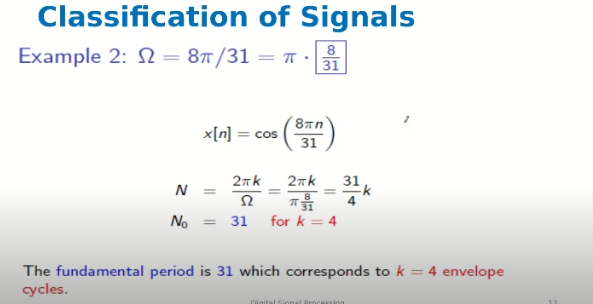 Classification of Signals
Example 2: Ω = 8π/31 = π · 8/31
x[n] = cos (8πn/31)
N = 2πk/Ω = 2πk/(π 8/31) = 31/4 k
N₀ = 31 for k = 4
The fundamental period is 31 which corresponds to k = 4 envelope
cycles.
Digital Signal Processing
12